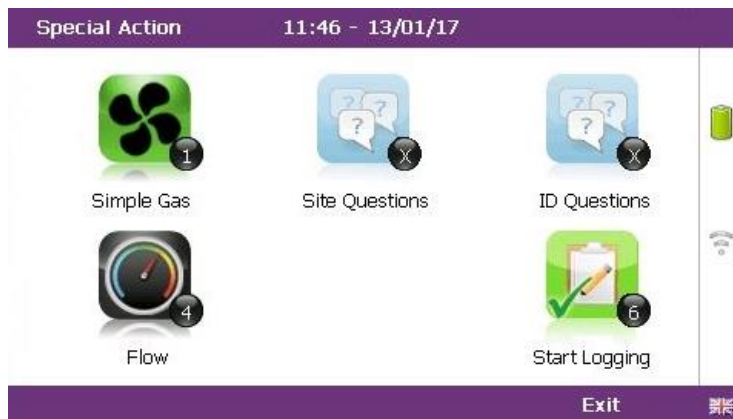 Special Action 11:46 - 13/01/17
? ? ? ? ? ?
1 X X
Simple Gas Site Questions ID Questions
4 6
Flow Start Logging
Exit